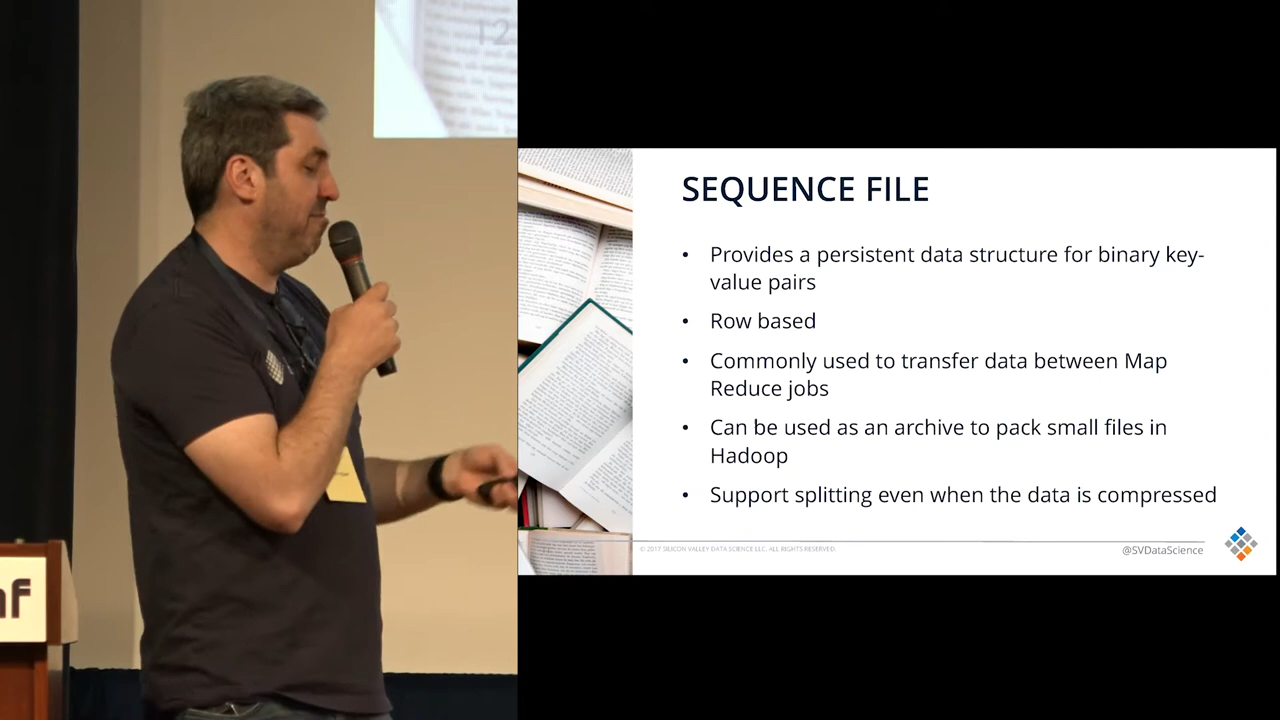 12
nf
SEQUENCE FILE
• Provides a persistent data structure for binary key-
value pairs
• Row based
• Commonly used to transfer data between Map
Reduce jobs
• Can be used as an archive to pack small files in
Hadoop
• Support splitting even when the data is compressed
© 2017 SILICON VALLEY DATA SCIENCE LLC. ALL RIGHTS RESERVED.
@SVDataScience